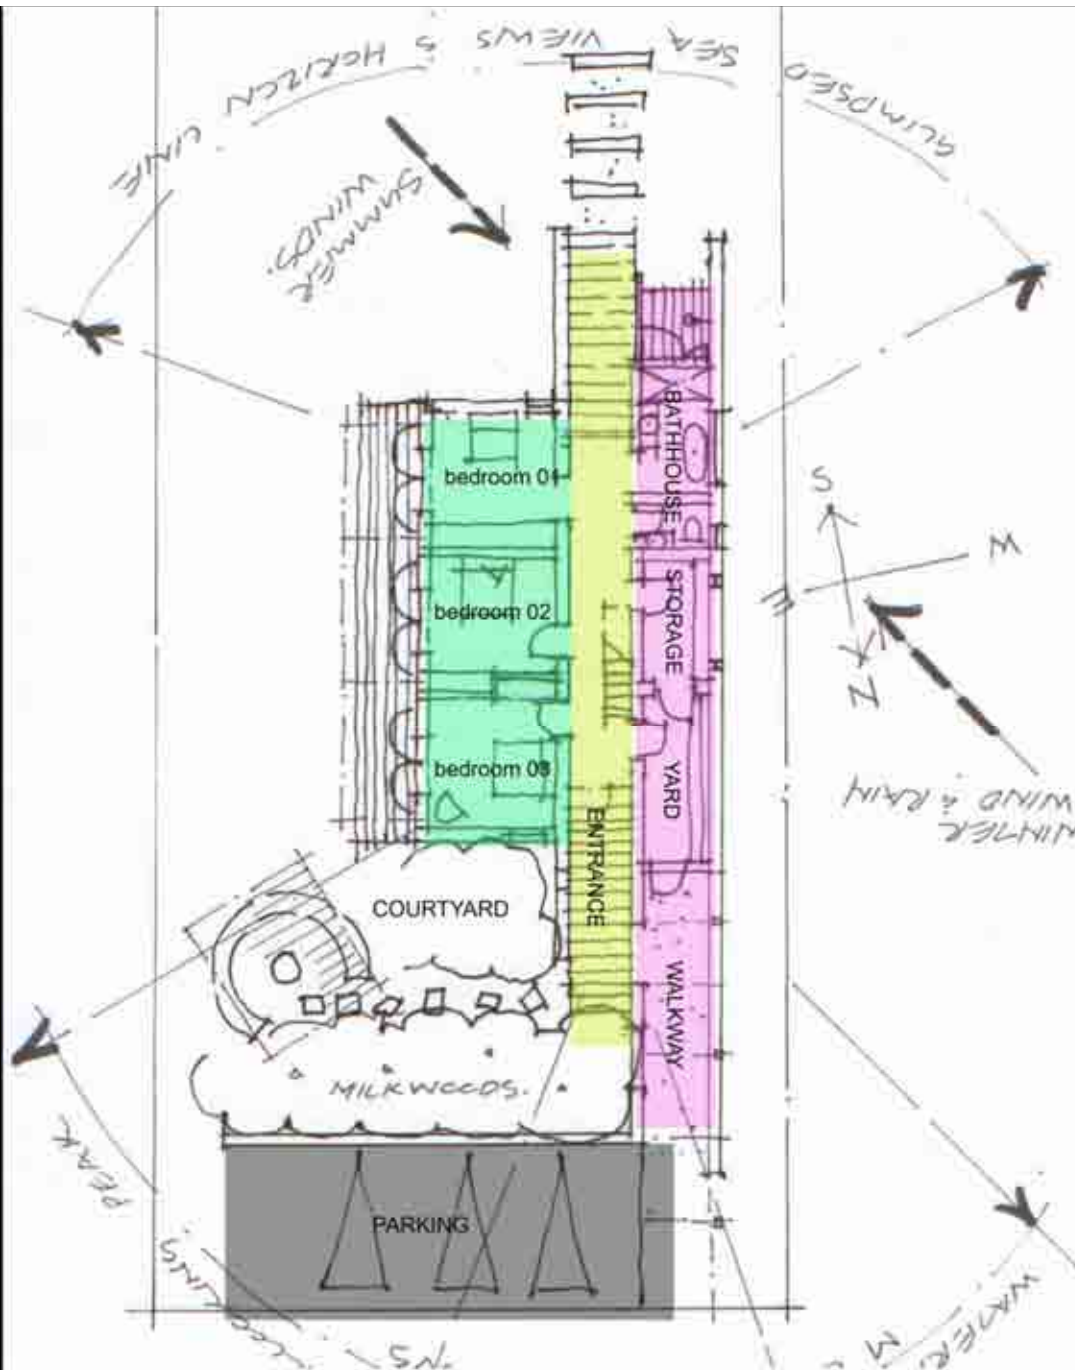 GLIMPSED
SEA
VIEWS &
HORIZON
LINE
SUMMER
WINDS.
BATHHOUSE
bedroom 01
S
W
E
N
STORAGE
bedroom 02
YARD
bedroom 03
WINTER
WIND & RAIN
ENTRANCE
COURTYARD
WALKWAY
MILKWOODS.
PEAK
PARKING
WATER
M